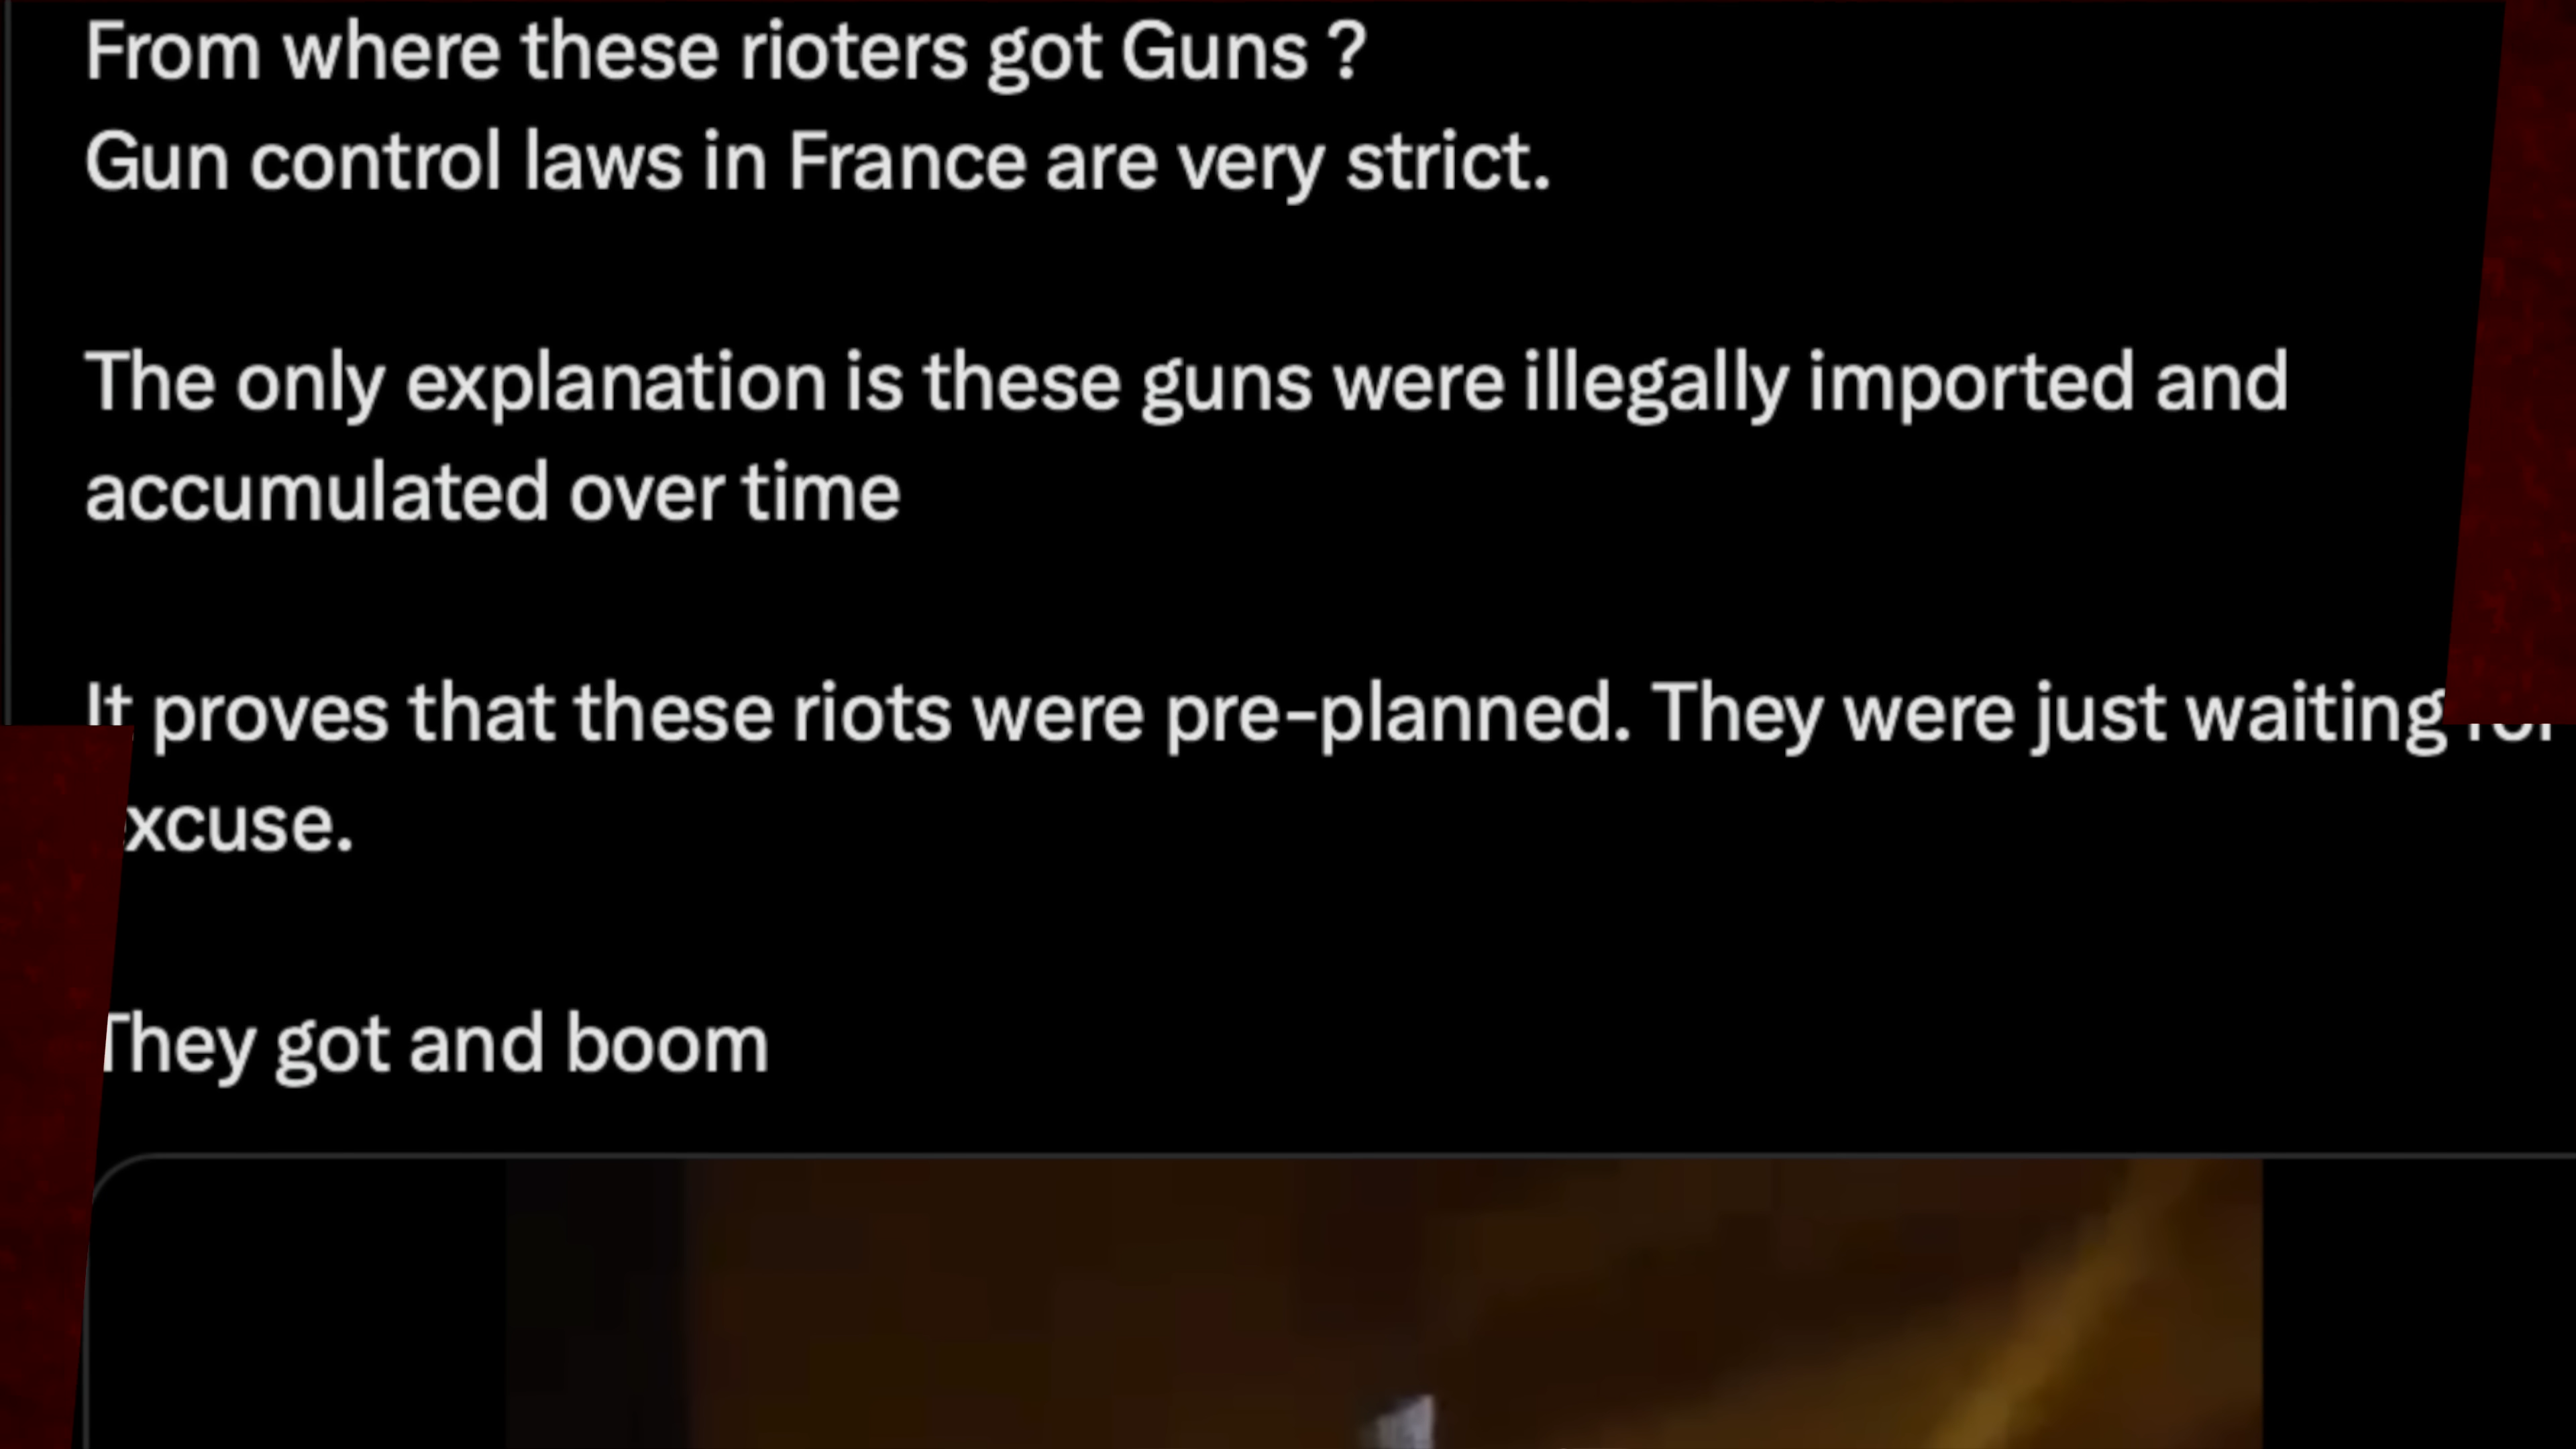 From where these rioters got Guns ?
Gun control laws in France are very strict.
The only explanation is these guns were illegally imported and
accumulated over time
It proves that these riots were pre-planned. They were just waiting
excuse.
They got and boom